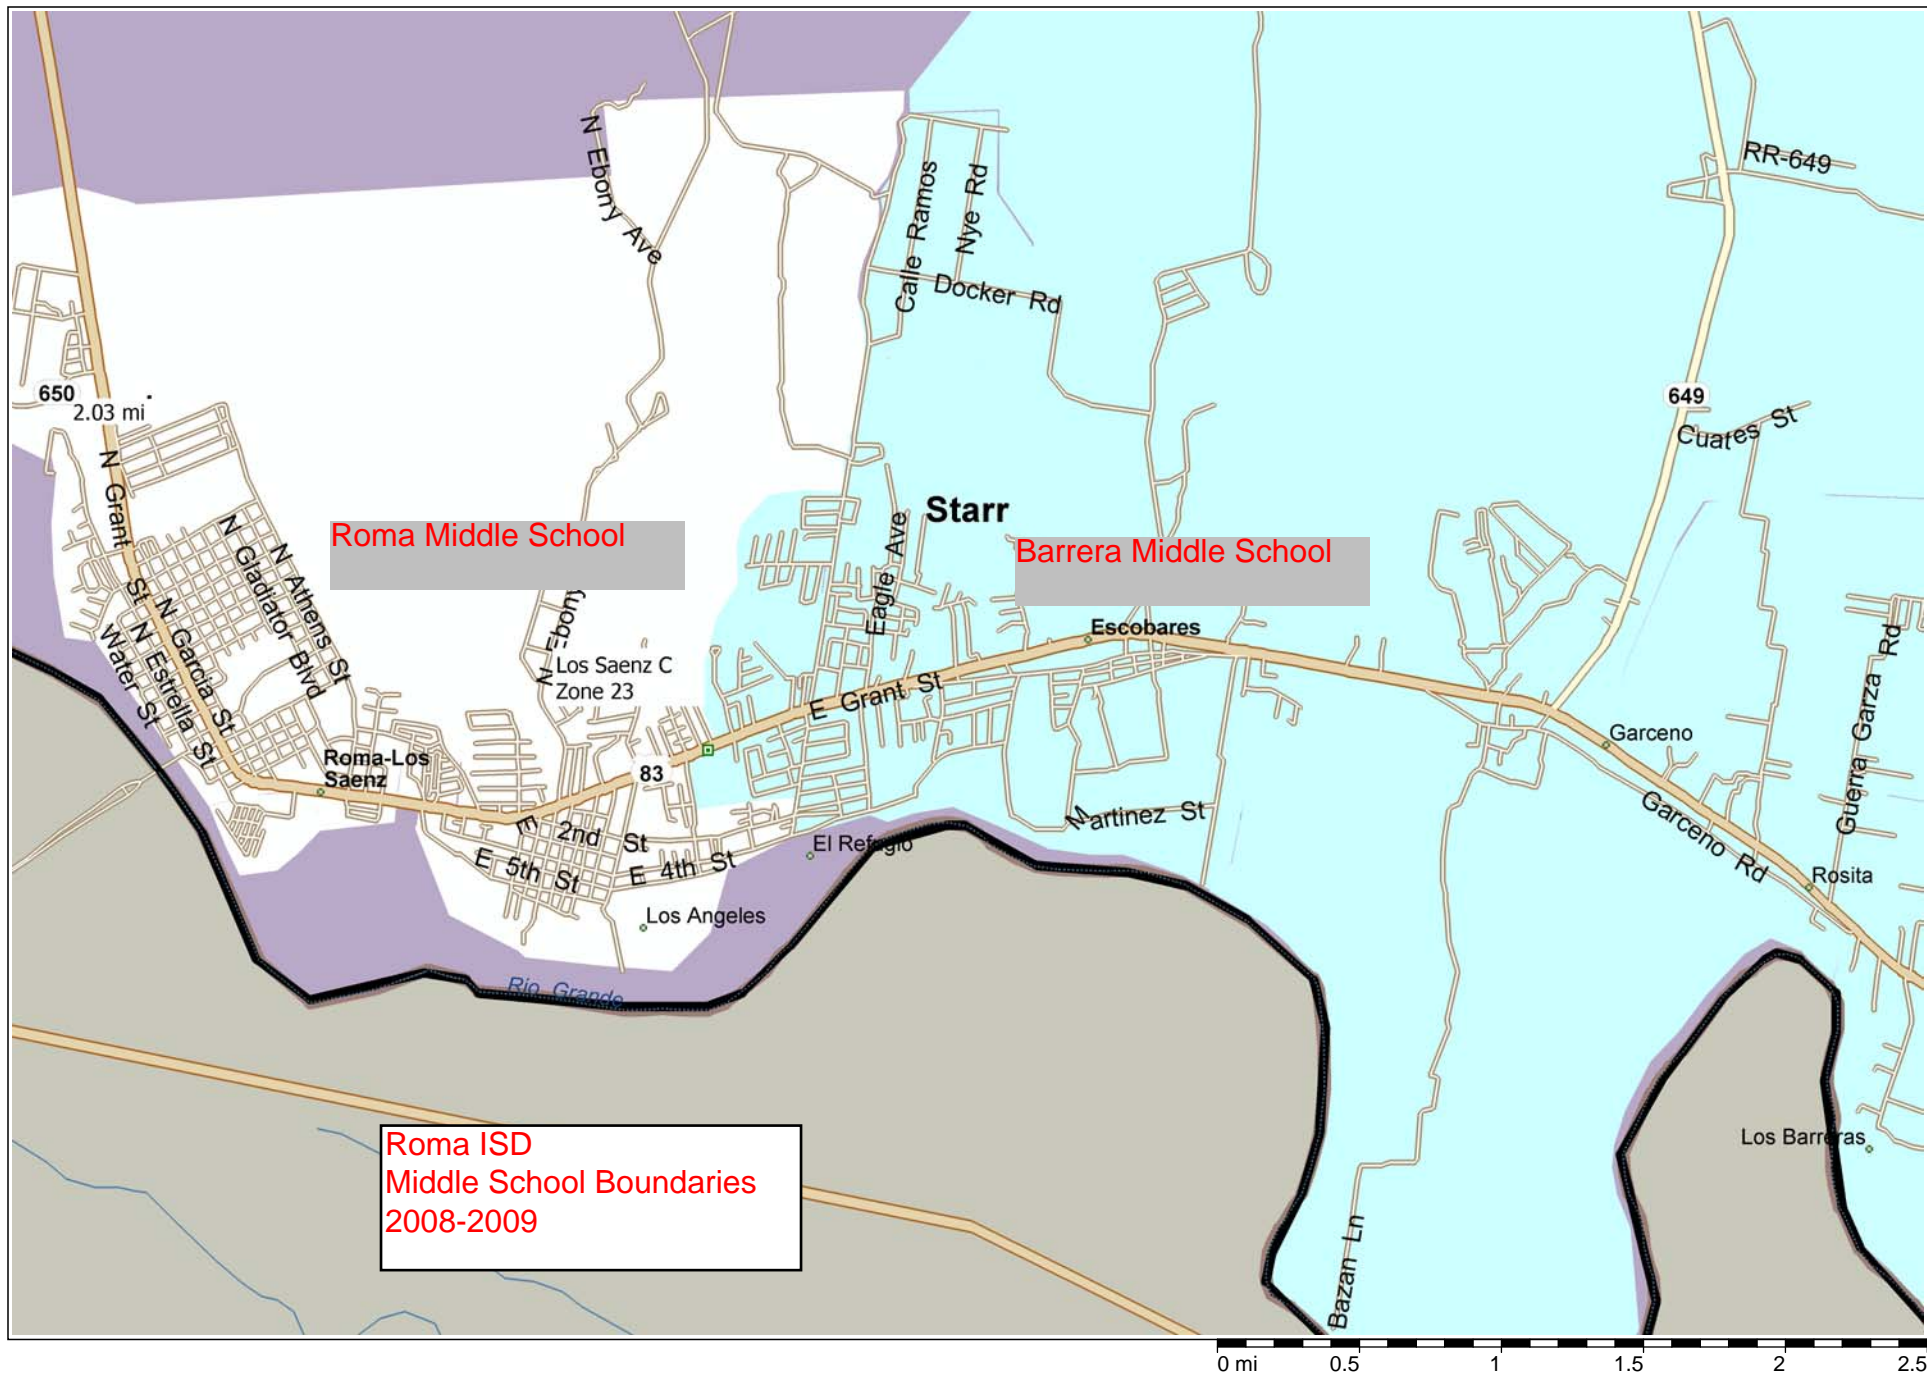 N Ebony Ave
RR-649
Calle Ramos
Nye Rd
Docker Rd
650
2.03 mi
649
Cuates St
N Grant St
Starr
Roma Middle School
Barrera Middle School
N Gladiator Blvd
N Athens St
Eagle Ave
N Ebony
N Garcia St
N Estrella St
Water St
Escobares
Los Saenz C
Zone 23
E Grant St
Guerra Garza Rd
Garceno
Roma-Los
Saenz
83
Martinez St
Garceno Rd
E 2nd St
E 4th St
E 5th St
El Refugio
Rosita
Los Angeles
Rio Grande
Roma ISD
Middle School Boundaries
2008-2009
Los Barreras
Bazan Ln
0 mi 0.5 1 1.5 2 2.5